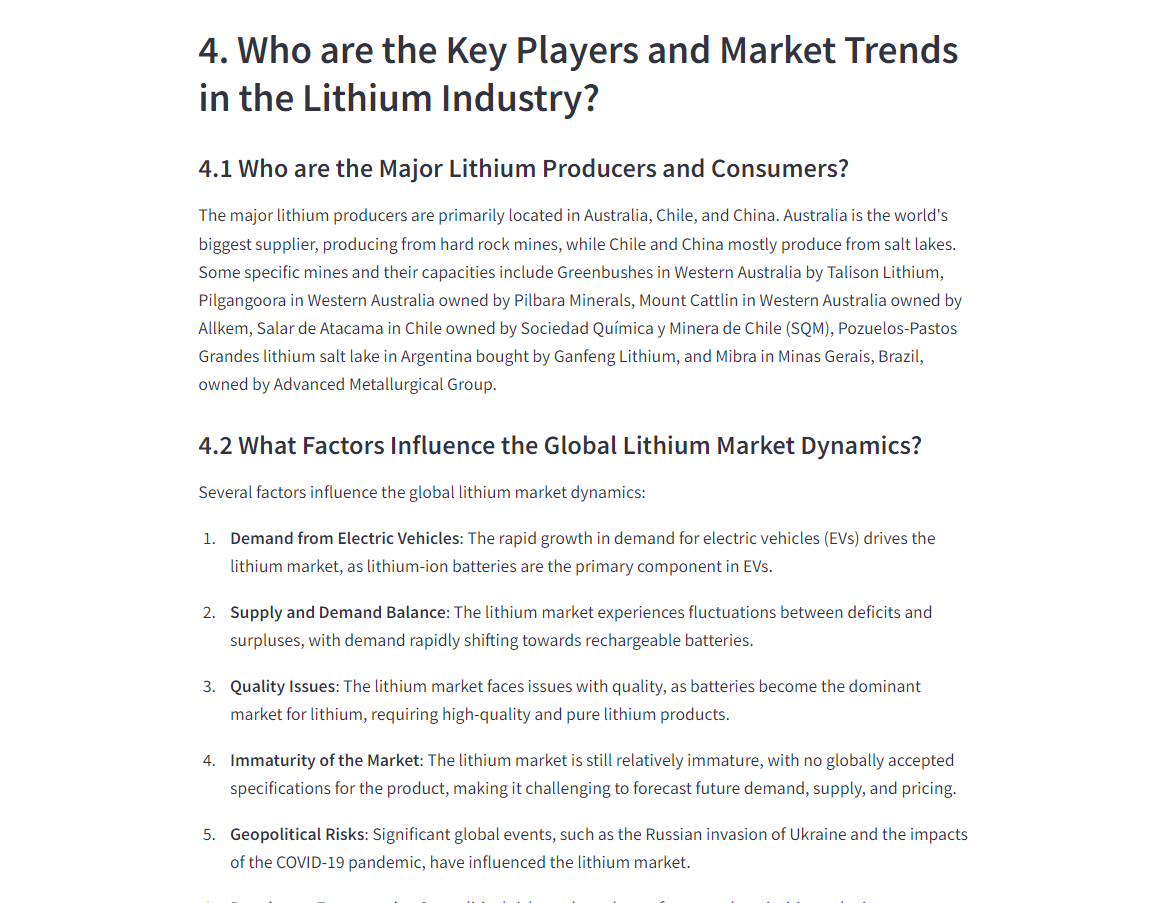 4. Who are the Key Players and Market Trends
in the Lithium Industry?
4.1 Who are the Major Lithium Producers and Consumers?
The major lithium producers are primarily located in Australia, Chile, and China. Australia is the world's
biggest supplier, producing from hard rock mines, while Chile and China mostly produce from salt lakes.
Some specific mines and their capacities include Greenbushes in Western Australia by Talison Lithium,
Pilgangoora in Western Australia owned by Pilbara Minerals, Mount Cattlin in Western Australia owned by
Allkem, Salar de Atacama in Chile owned by Sociedad Química y Minera de Chile (SQM), Pozuelos-Pastos
Grandes lithium salt lake in Argentina bought by Ganfeng Lithium, and Mibra in Minas Gerais, Brazil,
owned by Advanced Metallurgical Group.
4.2 What Factors Influence the Global Lithium Market Dynamics?
Several factors influence the global lithium market dynamics:
1. Demand from Electric Vehicles: The rapid growth in demand for electric vehicles (EVs) drives the
lithium market, as lithium-ion batteries are the primary component in EVs.
2. Supply and Demand Balance: The lithium market experiences fluctuations between deficits and
surpluses, with demand rapidly shifting towards rechargeable batteries.
3. Quality Issues: The lithium market faces issues with quality, as batteries become the dominant
market for lithium, requiring high-quality and pure lithium products.
4. Immaturity of the Market: The lithium market is still relatively immature, with no globally accepted
specifications for the product, making it challenging to forecast future demand, supply, and pricing.
5. Geopolitical Risks: Significant global events, such as the Russian invasion of Ukraine and the impacts
of the COVID-19 pandemic, have influenced the lithium market.